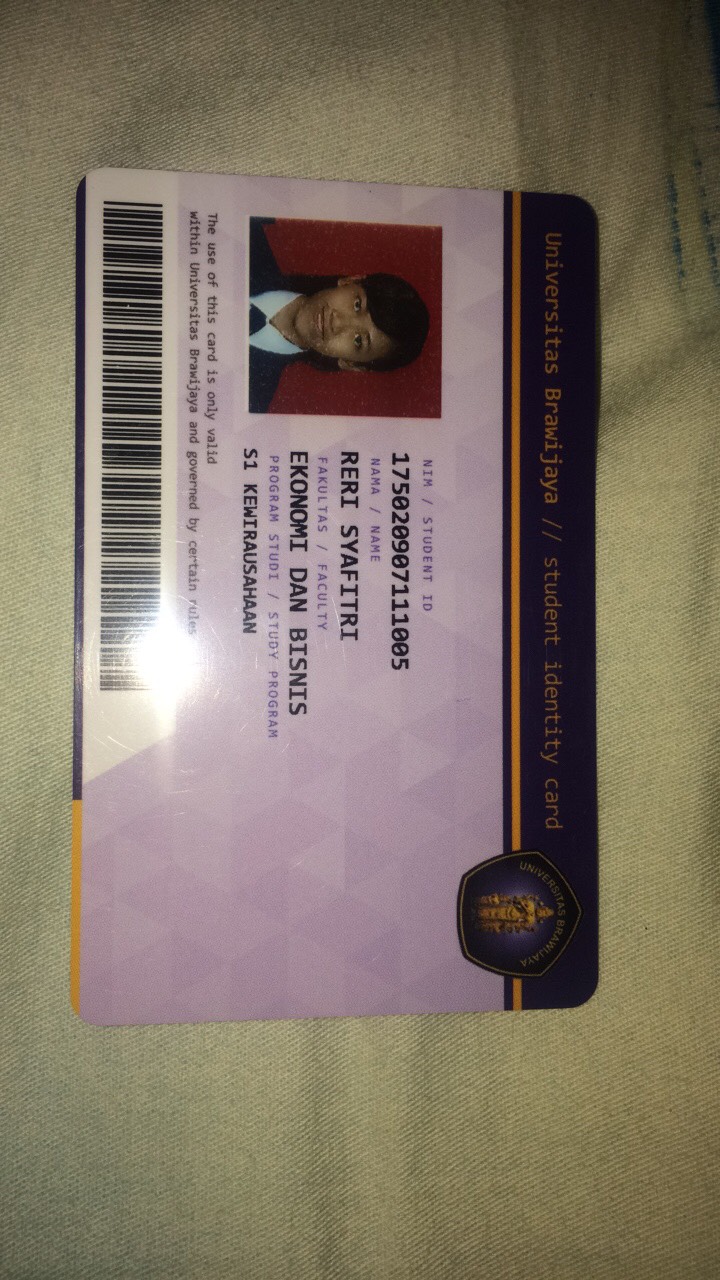 Universitas Brawijaya // student identity card
UNIVERSITAS BRAWIJAYA
NIM / STUDENT ID
175020907111005
NAMA / NAME
RERI SYAFITRI
FAKULTAS / FACULTY
EKONOMI DAN BISNIS
PROGRAM STUDI / STUDY PROGRAM
S1 KEWIRAUSAHAAN
The use of this card is only valid
within Universitas Brawijaya and governed by certain rules